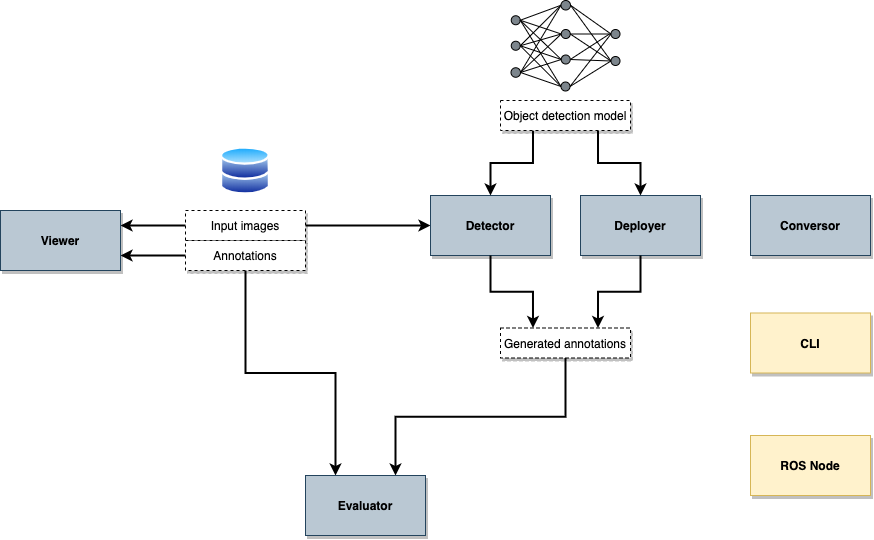 Object detection model
Input images
Annotations
Viewer
Detector
Deployer
Conversor
Generated annotations
CLI
ROS Node
Evaluator